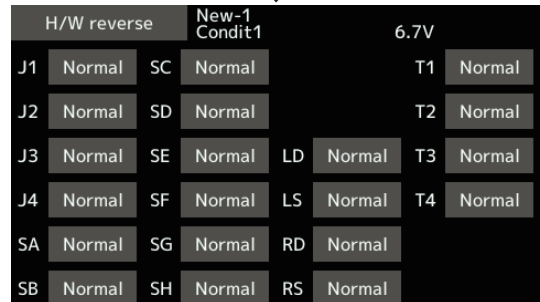 H/W reverse New-1
Condit1 6.7V
J1 Normal SC Normal T1 Normal
J2 Normal SD Normal T2 Normal
J3 Normal SE Normal LD Normal T3 Normal
J4 Normal SF Normal LS Normal T4 Normal
SA Normal SG Normal RD Normal
SB Normal SH Normal RS Normal